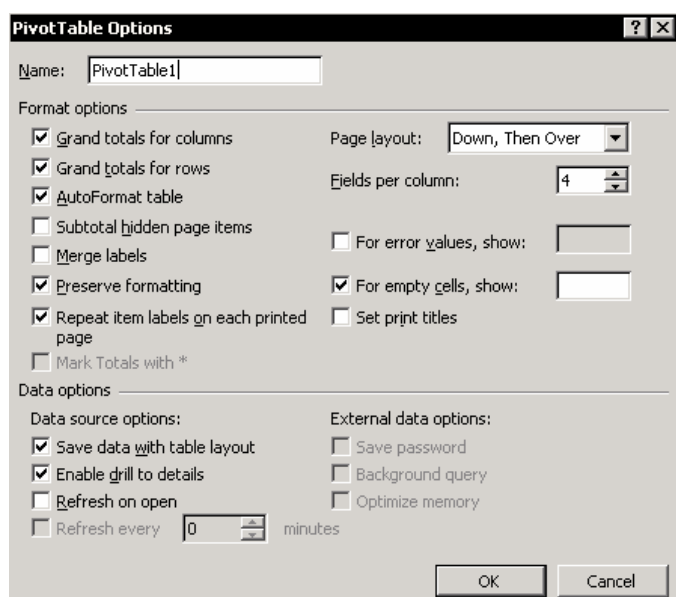 PivotTable Options
Name: PivotTable1
Format options
Grand totals for columns
Grand totals for rows
AutoFormat table
Subtotal hidden page items
Merge labels
Preserve formatting
Repeat item labels on each printed
page
Mark Totals with *
Page layout: Down, Then Over
Fields per column: 4
For error values, show:
For empty cells, show:
Set print titles
Data options
Data source options:
Save data with table layout
Enable drill to details
Refresh on open
Refresh every 0 minutes
External data options:
Save password
Background query
Optimize memory
OK Cancel